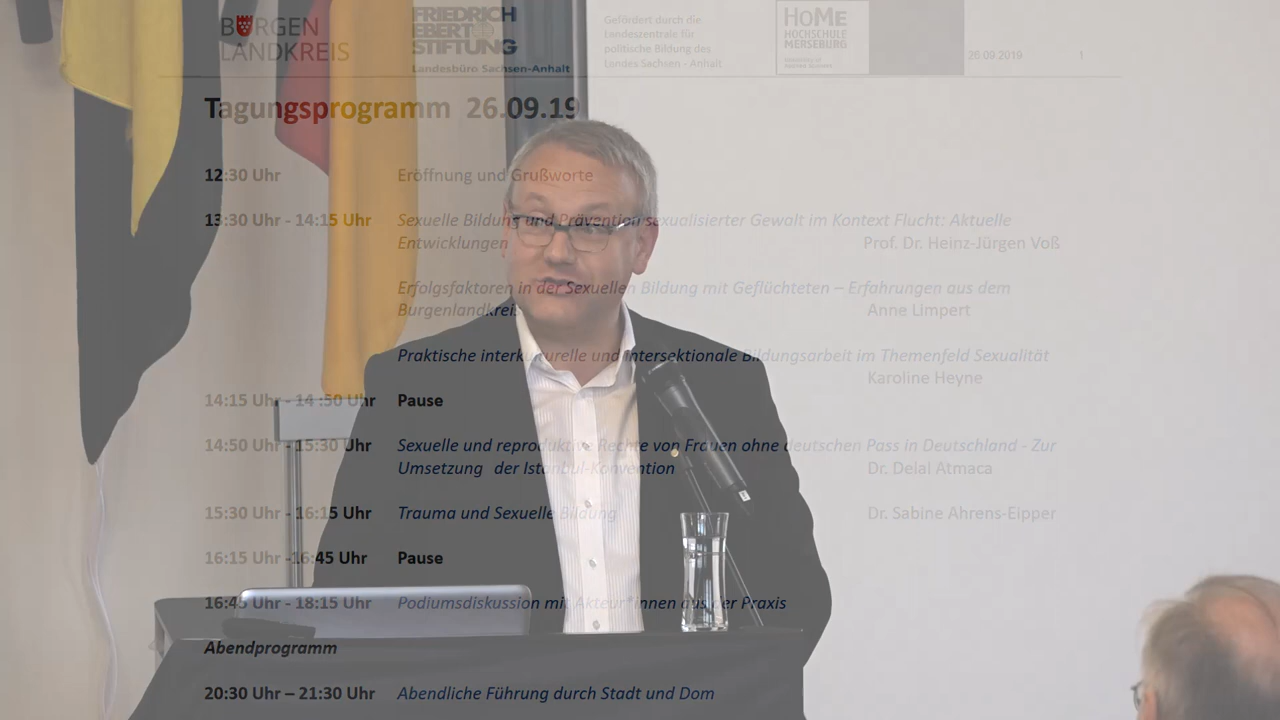 BURGEN
LANDKREIS
FRIEDRICH
EBERT
STIFTUNG
Landesbüro Sachsen-Anhalt
Gefördert durch die
Landeszentrale für
politische Bildung des
Landes Sachsen - Anhalt
HoMe
HOCHSCHULE
MERSEBURG
University of
Applied Sciences
26.09.2019 1
Tagungsprogramm 26.09.19
12:30 Uhr Eröffnung und Grußworte
13:30 Uhr - 14:15 Uhr Sexuelle Bildung und Prävention sexualisierter Gewalt im Kontext Flucht: Aktuelle
Entwicklungen Prof. Dr. Heinz-Jürgen Voß
Erfolgsfaktoren in der Sexuellen Bildung mit Geflüchteten – Erfahrungen aus dem
Burgenlandkreis Anne Limpert
Praktische interkulturelle und intersektionale Bildungsarbeit im Themenfeld Sexualität
Karoline Heyne
14:15 Uhr - 14 :50 Uhr Pause
14:50 Uhr - 15:30 Uhr Sexuelle und reproduktive Rechte von Frauen ohne deutschen Pass in Deutschland - Zur
Umsetzung der Istanbul-Konvention Dr. Delal Atmaca
15:30 Uhr - 16:15 Uhr Trauma und Sexuelle Bildung Dr. Sabine Ahrens-Eipper
16:15 Uhr -16:45 Uhr Pause
16:45 Uhr - 18:15 Uhr Podiumsdiskussion mit Akteur*innen aus der Praxis
Abendprogramm
20:30 Uhr – 21:30 Uhr Abendliche Führung durch Stadt und Dom